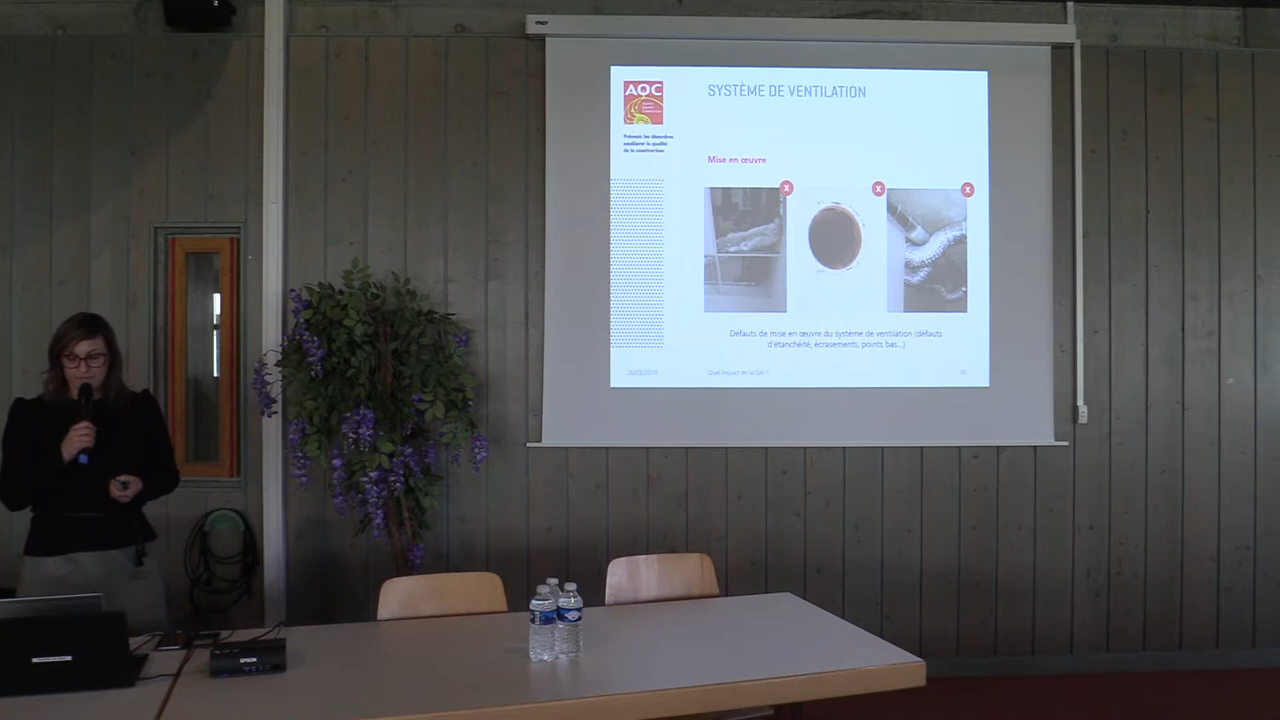 AQC
SYSTÈME DE VENTILATION
Prévenir les désordres
améliorer la qualité
de la construction
Mise en œuvre
X
X
X
Défauts de mise en œuvre du système de ventilation (défauts
d'étanchéité, écrasements, points bas...)
Quel impact de la QAI ?
EPSON